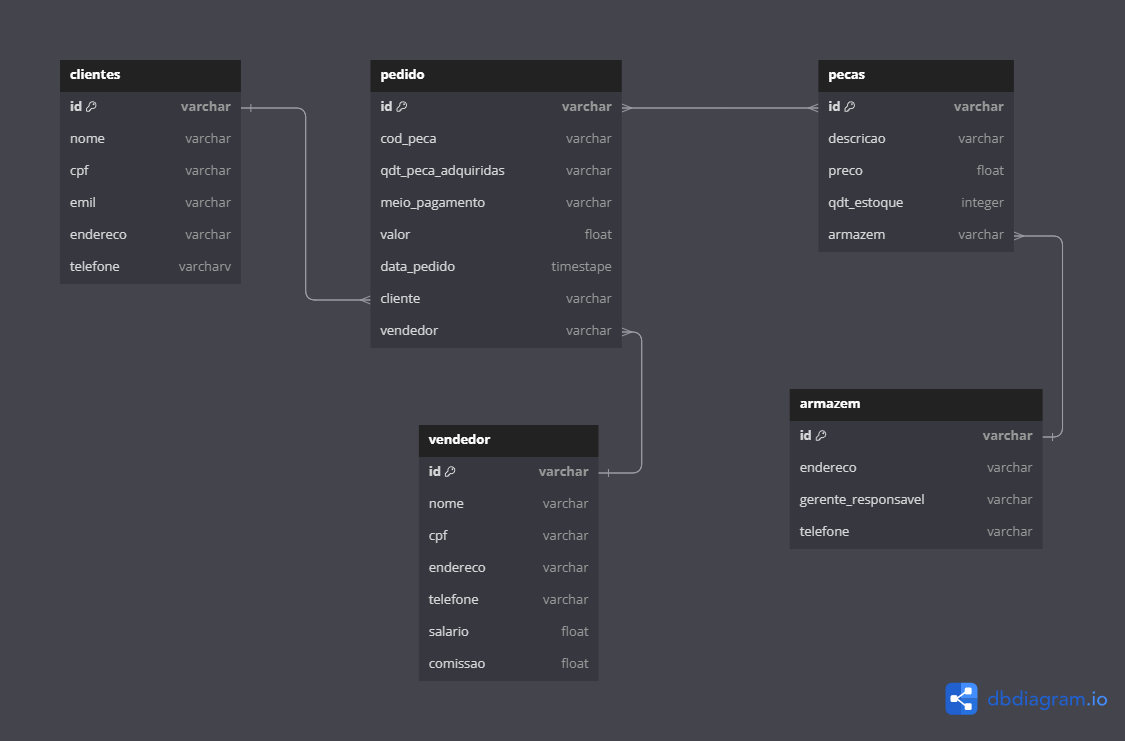 clientes
id varchar
nome varchar
cpf varchar
emil varchar
endereco varchar
telefone varcharv
pedido
id varchar
cod_peca varchar
qdt_peca_adquiridas varchar
meio_pagamento varchar
valor float
data_pedido timestape
cliente varchar
vendedor varchar
pecas
id varchar
descricao varchar
preco float
qdt_estoque integer
armazem varchar
vendedor
id varchar
nome varchar
cpf varchar
endereco varchar
telefone varchar
salario float
comissao float
armazem
id varchar
endereco varchar
gerente_responsavel varchar
telefone varchar
dbdiagram.io